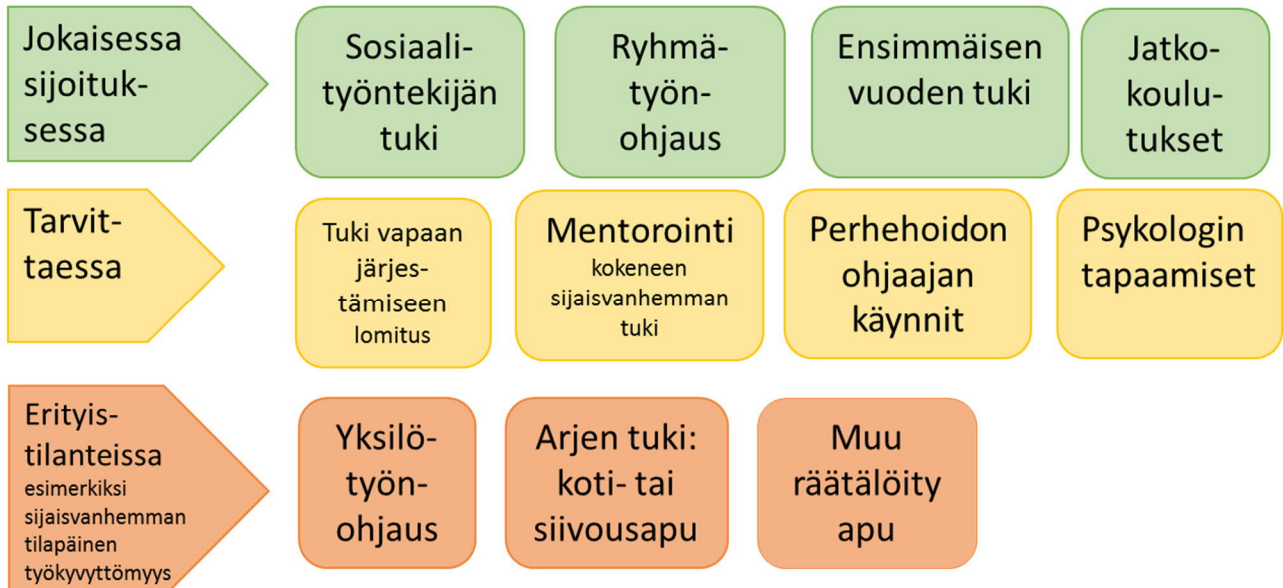 Jokaisessa
sijoituk-
sessa
Sosiaali-
työntekijän
tuki
Ryhmä-
työn-
ohjaus
Ensimmäisen
vuoden tuki
Jatko-
koulu-
tukset
Tarvit-
taessa
Tuki vapaan
järjes-
tämiseen
lomitus
Mentorointi
kokeneen
sijaisvanhemman
tuki
Perhehoidon
ohjaajan
käynnit
Psykologin
tapaamiset
Erityis-
tilanteissa
esimerkiksi
sijaisvanhemman
tilapäinen
työkyvyttömyys
Yksilö-
työn-
ohjaus
Arjen tuki:
koti- tai
siivousapu
Muu
räätälöity
apu